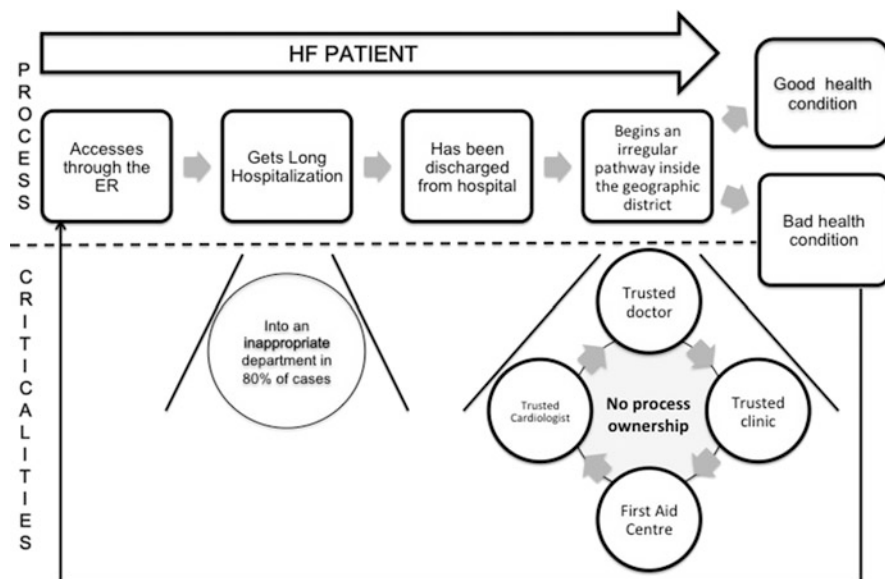 HF PATIENT
PROCESS
Accesses
through the
ER
Gets Long
Hospitalization
Has been
discharged
from hospital
Begins an
irregular
pathway inside
the geographic
district
Good health
condition
Bad health
condition
CRITICALITIES
Into an
inappropriate
department in
80% of cases
Trusted
doctor
Trusted
Cardiologist
No process
ownership
Trusted
clinic
First Aid
Centre